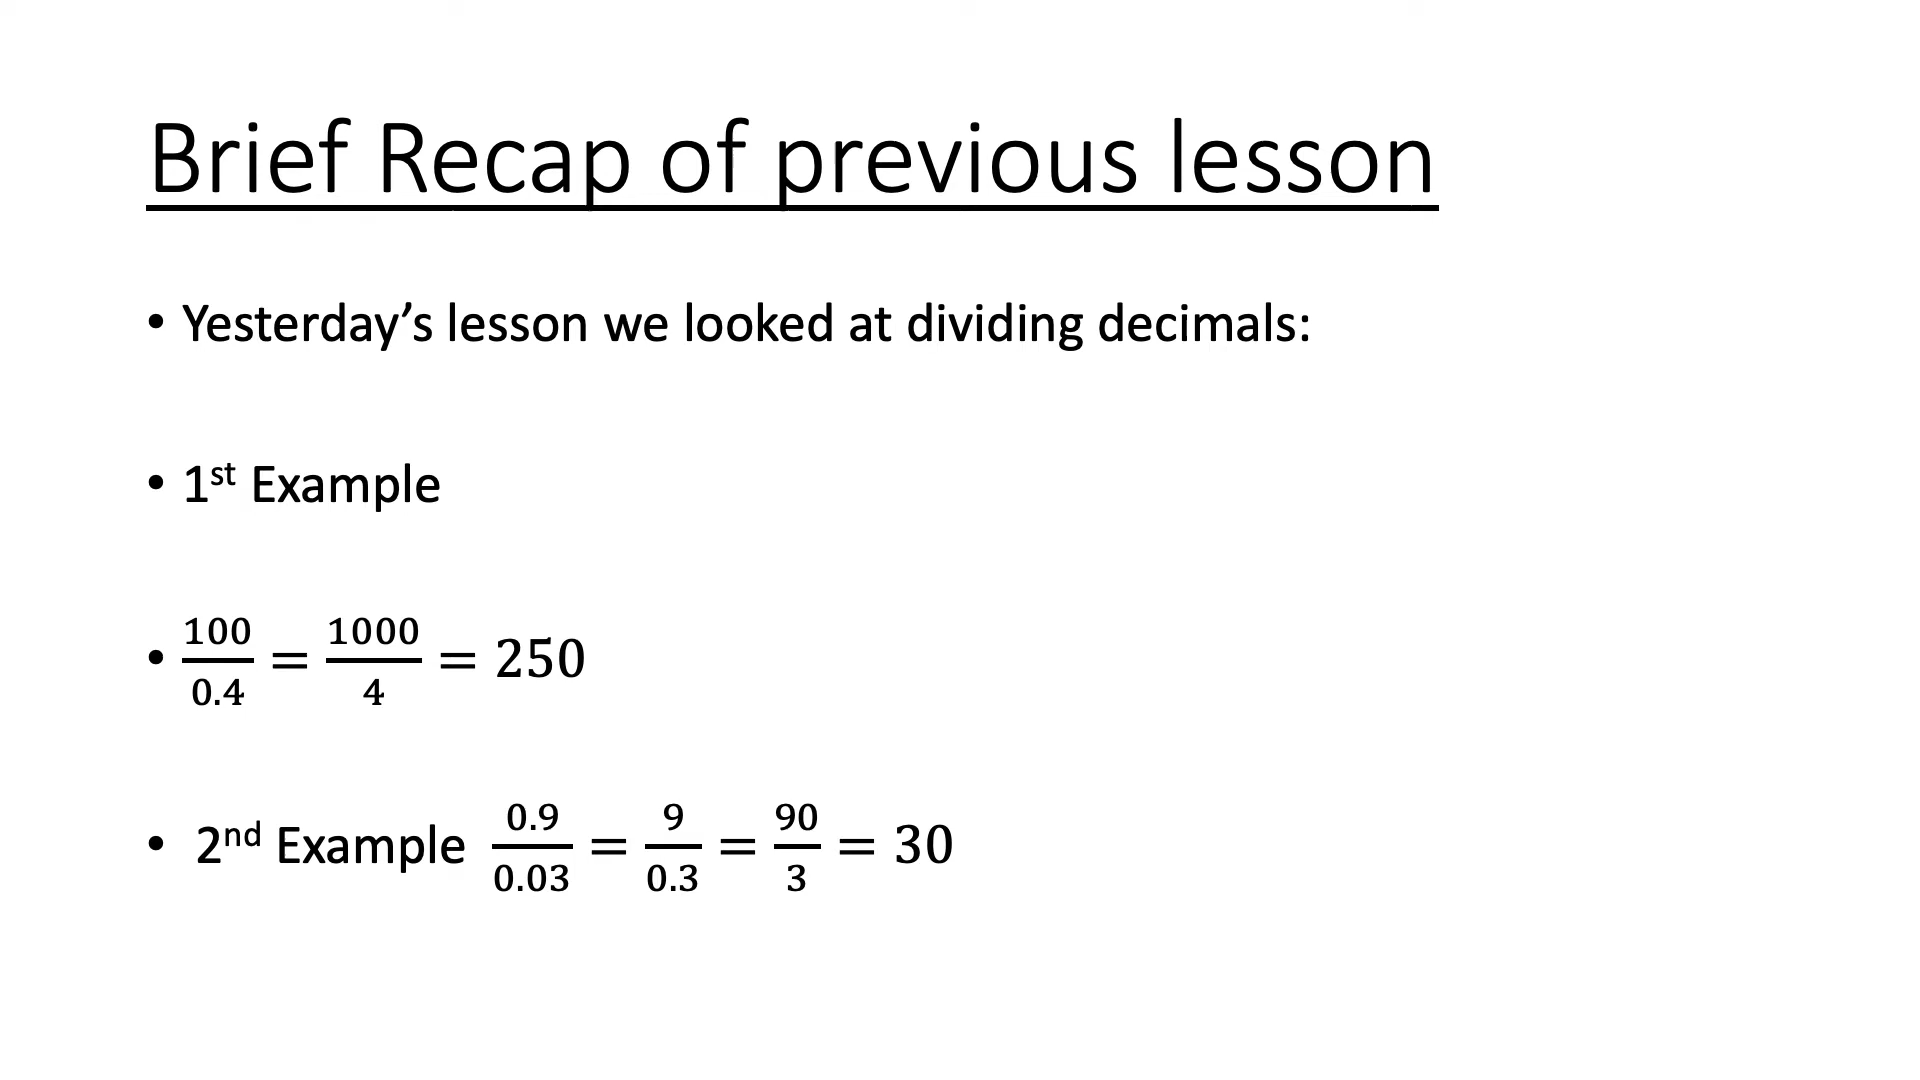 Brief Recap of previous lesson
• Yesterday’s lesson we looked at dividing decimals:
• 1st Example
• 100/0.4 = 1000/4 = 250
• 2nd Example 0.9/0.03 = 9/0.3 = 90/3 = 30